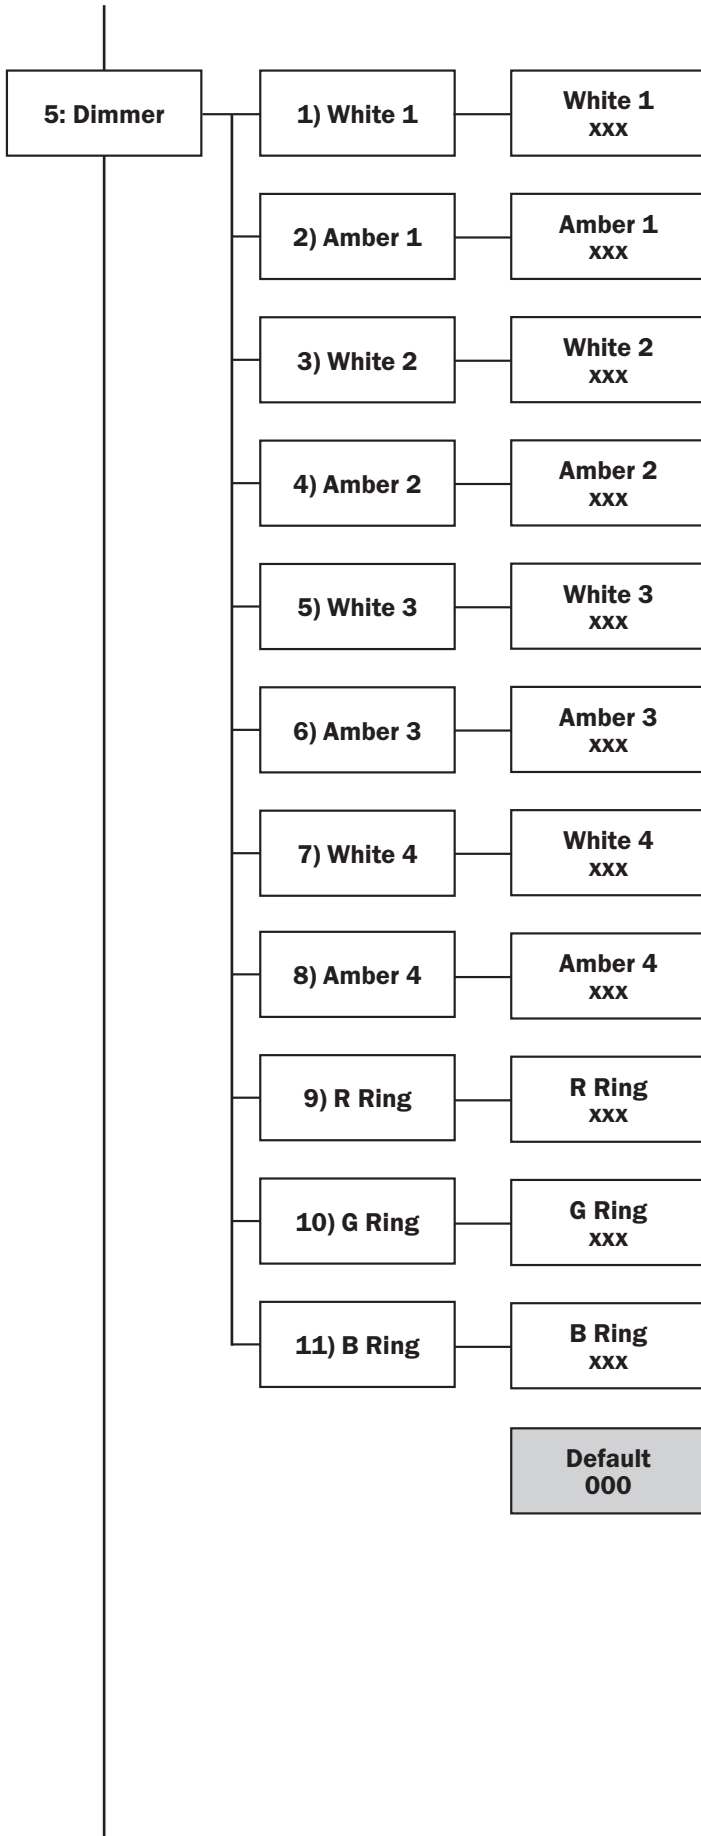 5: Dimmer
1) White 1
White 1
xxx
2) Amber 1
Amber 1
xxx
3) White 2
White 2
xxx
4) Amber 2
Amber 2
xxx
5) White 3
White 3
xxx
6) Amber 3
Amber 3
xxx
7) White 4
White 4
xxx
8) Amber 4
Amber 4
xxx
9) R Ring
R Ring
xxx
10) G Ring
G Ring
xxx
11) B Ring
B Ring
xxx
Default
000